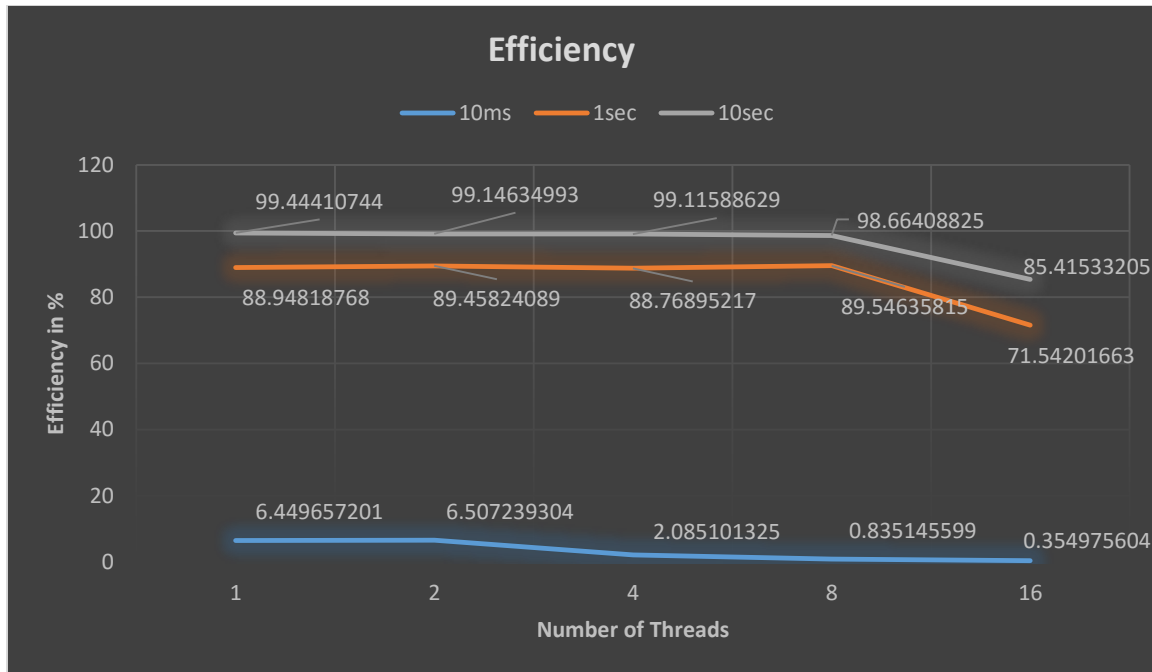 Efficiency
10ms 1sec 10sec
Efficiency in %
120
100
80
60
40
20
0
99.44410744 99.14634993 99.11588629 98.66408825 85.41533205
88.94818768 89.45824089 88.76895217 89.54635815 71.54201663
6.449657201 6.507239304 2.085101325 0.835145599 0.354975604
1 2 4 8 16
Number of Threads